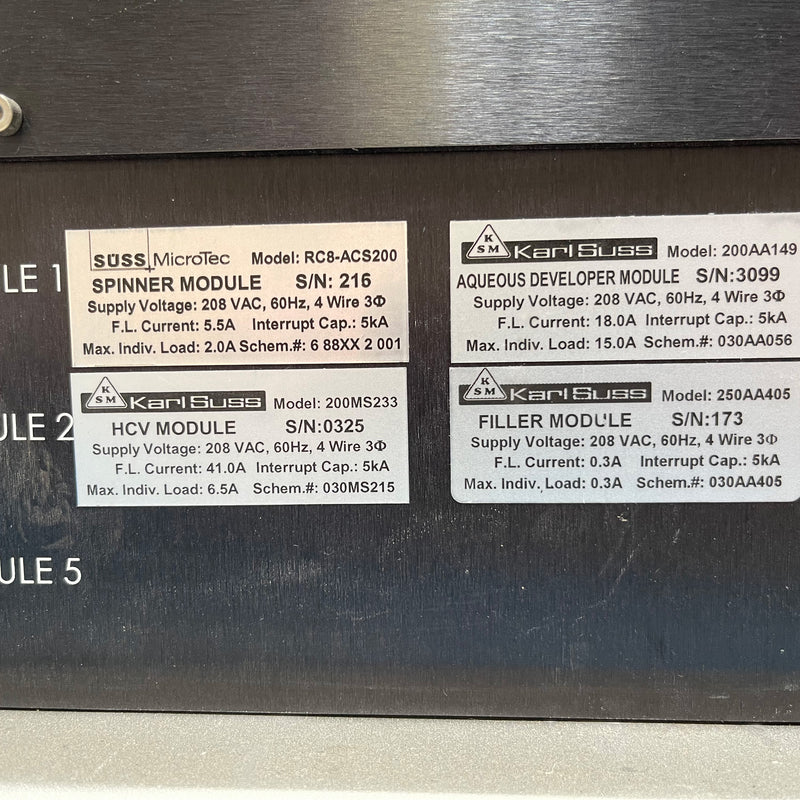 LE 1
SUSS MicroTec Model: RC8-ACS200
SPINNER MODULE S/N: 216
Supply Voltage: 208 VAC, 60Hz, 4 Wire 3Φ
F.L. Current: 5.5A Interrupt Cap.: 5kA
Max. Indiv. Load: 2.0A Schem.#: 6 88XX 2 001
KSM Karl Suss Model: 200AA149
AQUEOUS DEVELOPER MODULE S/N:3099
Supply Voltage: 208 VAC, 60Hz, 4 Wire 3Φ
F.L. Current: 18.0A Interrupt Cap.: 5kA
Max. Indiv. Load: 15.0A Schem.#: 030AA056
ULE 2
KSM Karl Suss Model: 200MS233
HCV MODULE S/N:0325
Supply Voltage: 208 VAC, 60Hz, 4 Wire 3Φ
F.L. Current: 41.0A Interrupt Cap.: 5kA
Max. Indiv. Load: 6.5A Schem.#: 030MS215
KSM Karl Suss Model: 250AA405
FILLER MODULE S/N:173
Supply Voltage: 208 VAC, 60Hz, 4 Wire 3Φ
F.L. Current: 0.3A Interrupt Cap.: 5kA
Max. Indiv. Load: 0.3A Schem.#: 030AA405
ULE 5